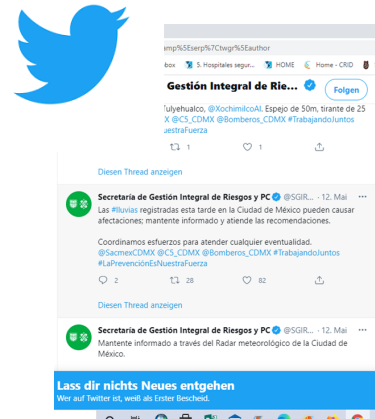 amp%5Eserp%7Ctwgr%5Eauthor
box 5. Hospitales segur... HOME Home - CRID
Gestión Integral de Rie... Folgen
Tulyehualco, @XochimilcoAl. Espejo de 50m, tirante de 25
X @C5_CDMX @Bomberos_CDMX #TrabajandoJuntos
uestraFuerza
1 1
Diesen Thread anzeigen
Secretaría de Gestión Integral de Riesgos y PC @SGIR... · 12. Mai ···
Las #lluvias registradas esta tarde en la Ciudad de México pueden causar
afectaciones; mantente informado y atiende las recomendaciones.
Coordinamos esfuerzos para atender cualquier eventualidad.
@SacmexCDMX @C5_CDMX @Bomberos_CDMX #TrabajandoJuntos
#LaPrevenciónEsNuestraFuerza
2 28 82
Diesen Thread anzeigen
Secretaría de Gestión Integral de Riesgos y PC @SGIR... · 12. Mai ···
Mantente informado a través del Radar meteorológico de la Ciudad de
México.
Lass dir nichts Neues entgehen
Wer auf Twitter ist, weiß als Erster Bescheid.